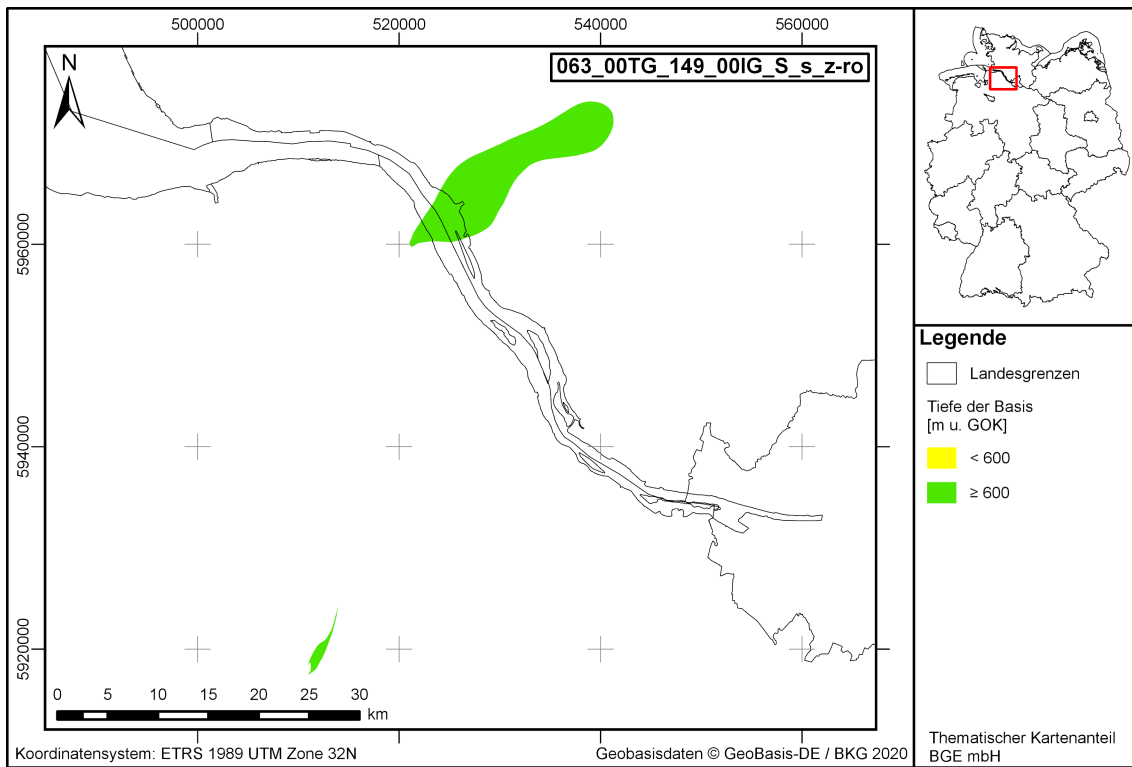 500000
520000
540000
560000
063_00TG_149_00IG_S_s_z-ro
N
5960000
5940000
5920000
0 5 10 15 20 25 30
km
Koordinatensystem: ETRS 1989 UTM Zone 32N
Geobasisdaten © GeoBasis-DE / BKG 2020
Legende
Landesgrenzen
Tiefe der Basis
[m u. GOK]
< 600
≥ 600
Thematischer Kartenanteil
BGE mbH